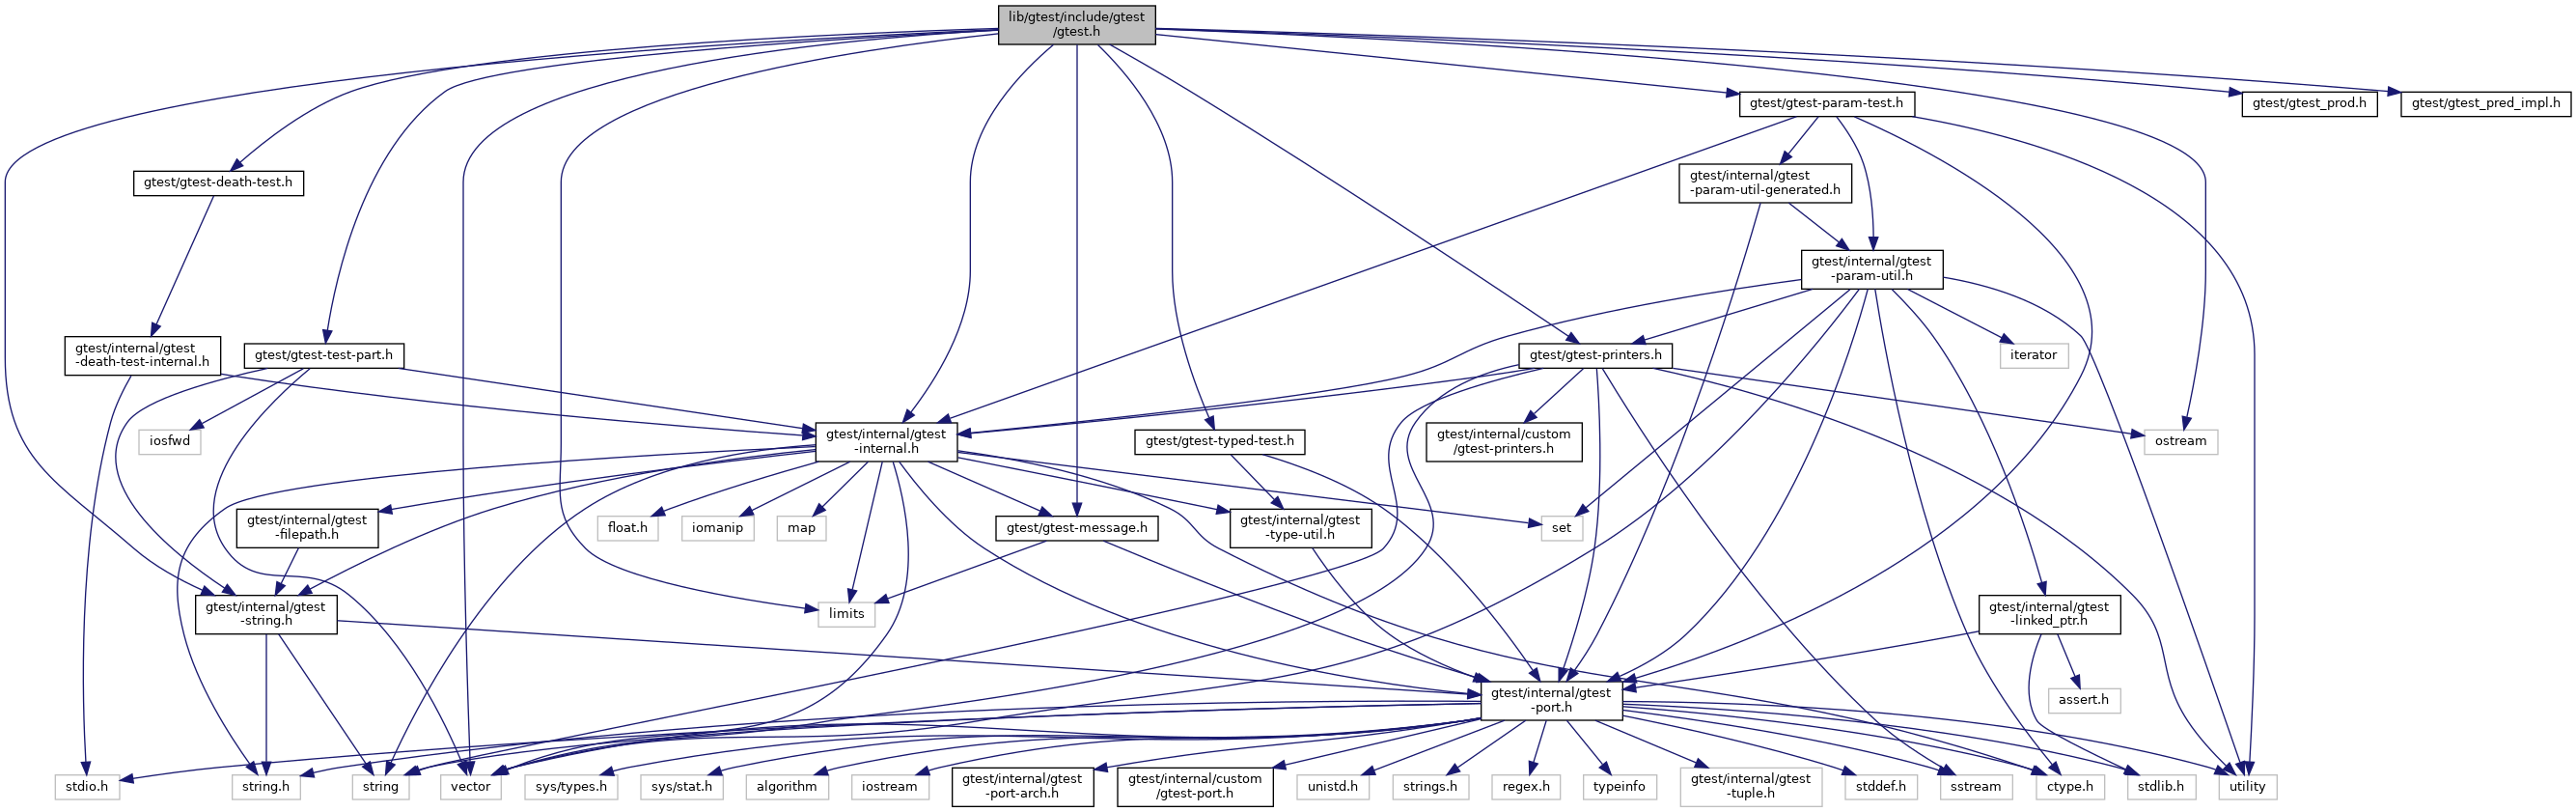 lib/gtest/include/gtest
/gtest.h
gtest/gtest-param-test.h
gtest/gtest_prod.h
gtest/gtest_pred_impl.h
gtest/gtest-death-test.h
gtest/internal/gtest
-param-util-generated.h
gtest/internal/gtest
-param-util.h
gtest/internal/gtest
-death-test-internal.h
gtest/gtest-test-part.h
gtest/gtest-printers.h
iterator
iosfwd
gtest/internal/gtest
-internal.h
gtest/gtest-typed-test.h
gtest/internal/custom
/gtest-printers.h
ostream
gtest/internal/gtest
-filepath.h
float.h
iomanip
map
gtest/gtest-message.h
gtest/internal/gtest
-type-util.h
set
gtest/internal/gtest
-string.h
limits
gtest/internal/gtest
-linked_ptr.h
gtest/internal/gtest
-port.h
assert.h
stdio.h
string.h
string
vector
sys/types.h
sys/stat.h
algorithm
iostream
gtest/internal/gtest
-port-arch.h
gtest/internal/custom
/gtest-port.h
unistd.h
strings.h
regex.h
typeinfo
gtest/internal/gtest
-tuple.h
stddef.h
sstream
ctype.h
stdlib.h
utility